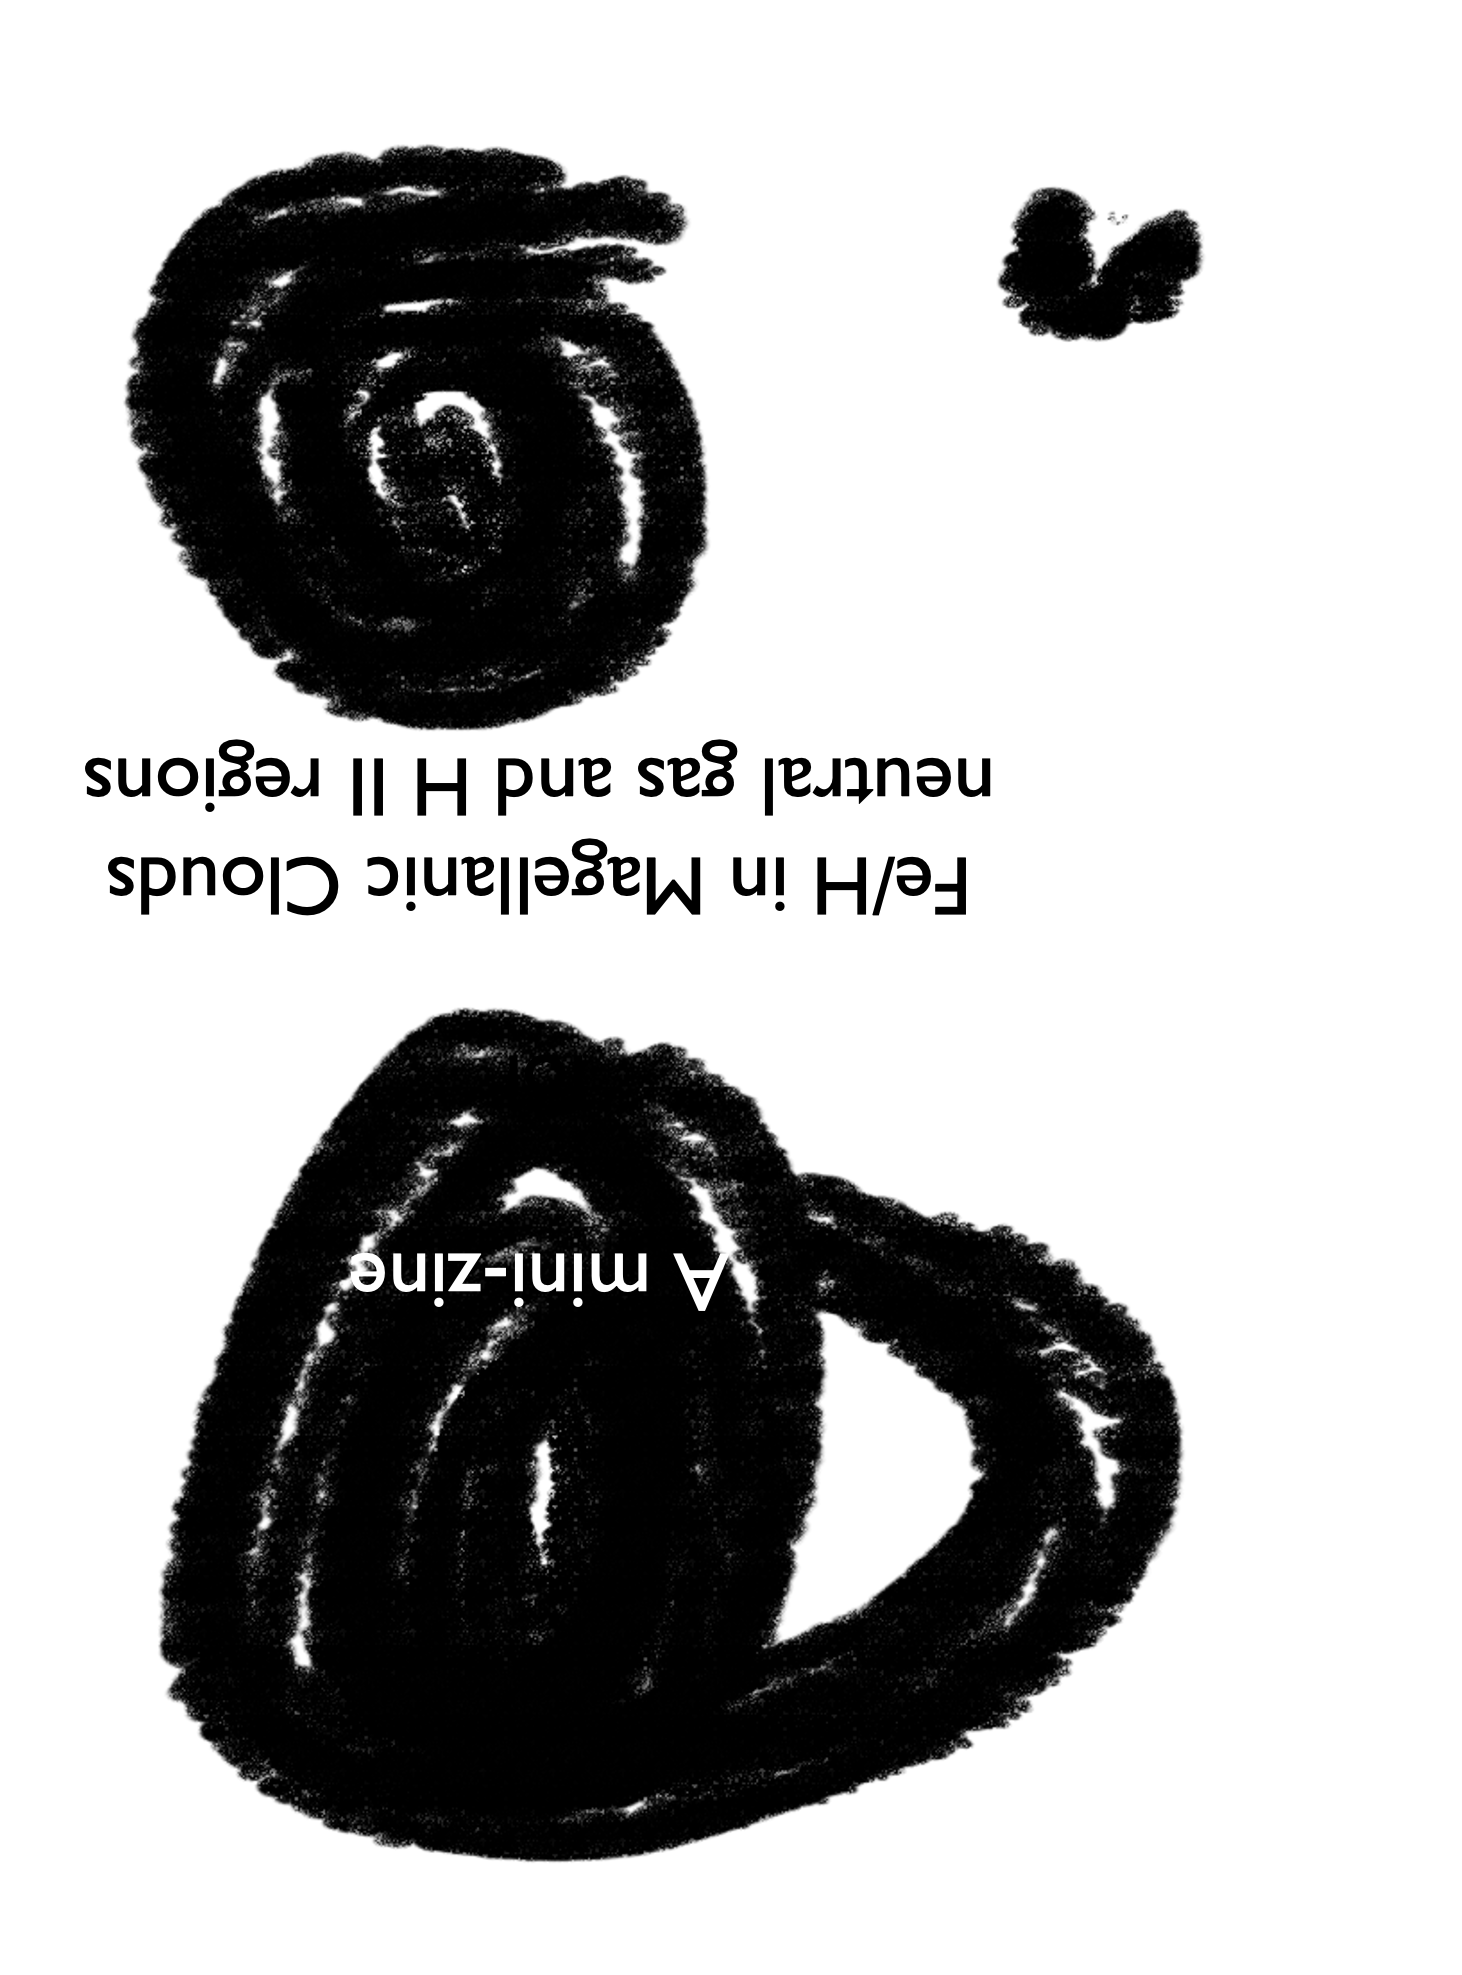 A mini-zine
Fe/H in Magellanic Clouds
neutral gas and H II regions